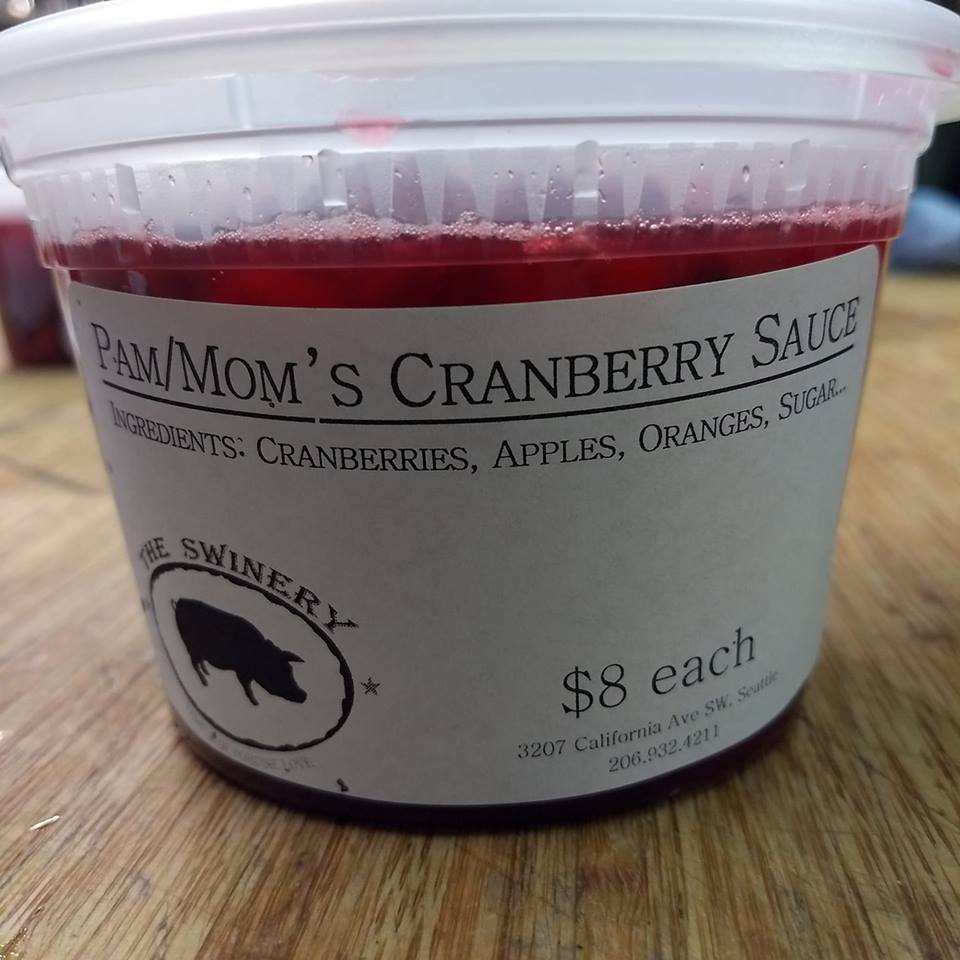 Pam/Mom's Cranberry Sauce
Ingredients: Cranberries, Apples, Oranges, Sugar...
THE SWINERY
LOVE
$8 each
3207 California Ave SW, Seattle
206.932.4211